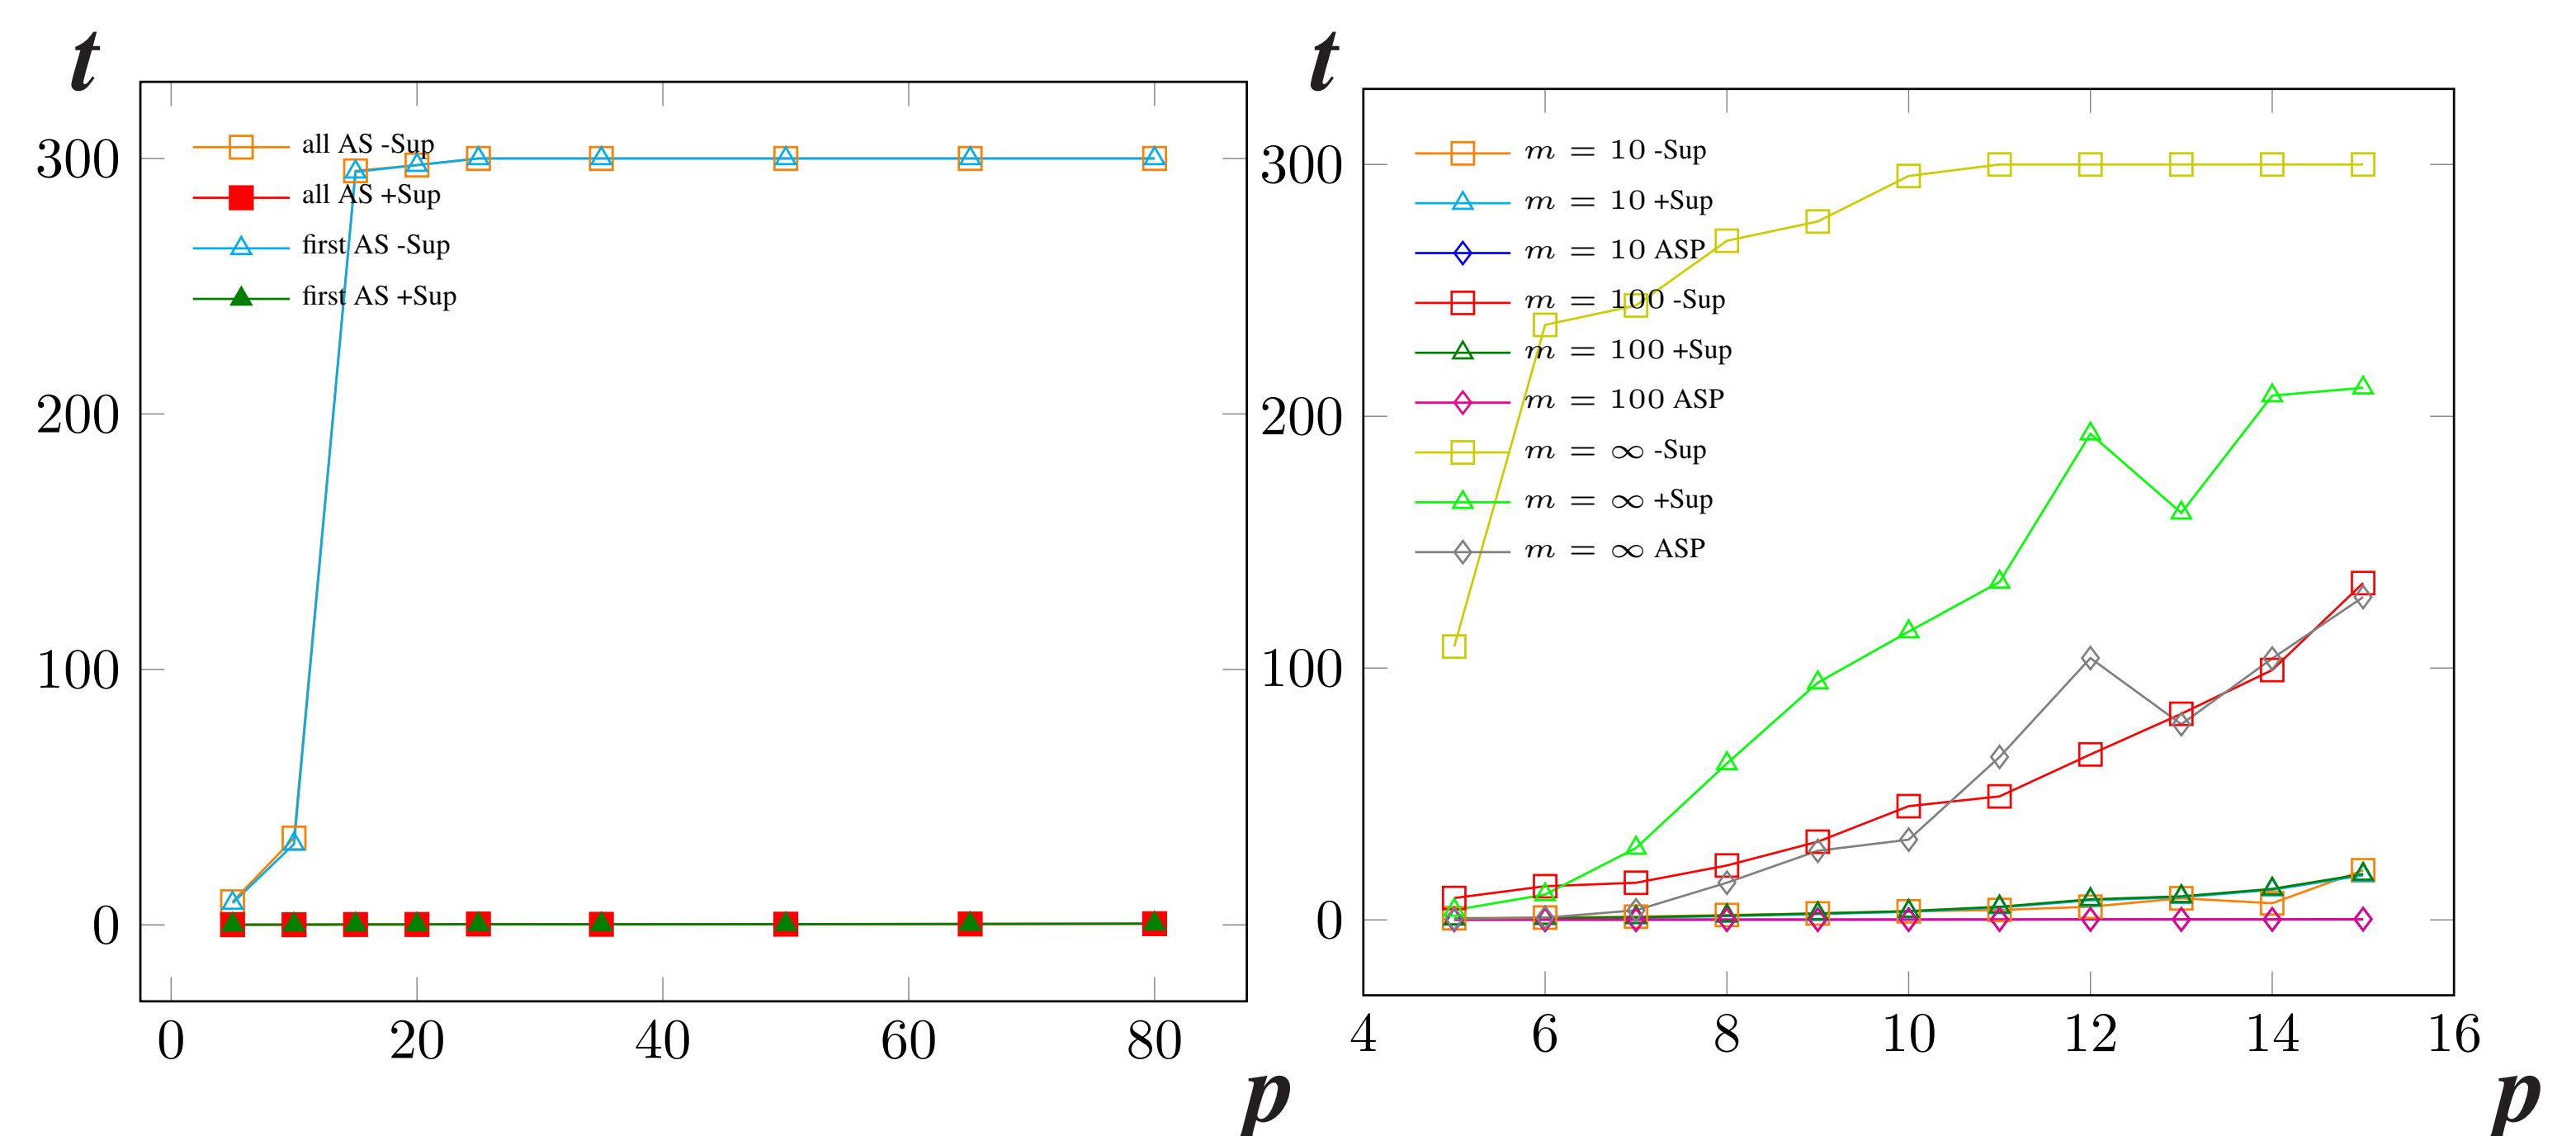 t
300
200
100
0
0 20 40 60 80
p
all AS -Sup
all AS +Sup
first AS -Sup
first AS +Sup
t
300
200
100
0
4 6 8 10 12 14 16
p
m = 10 -Sup
m = 10 +Sup
m = 10 ASP
m = 100 -Sup
m = 100 +Sup
m = 100 ASP
m = ∞ -Sup
m = ∞ +Sup
m = ∞ ASP